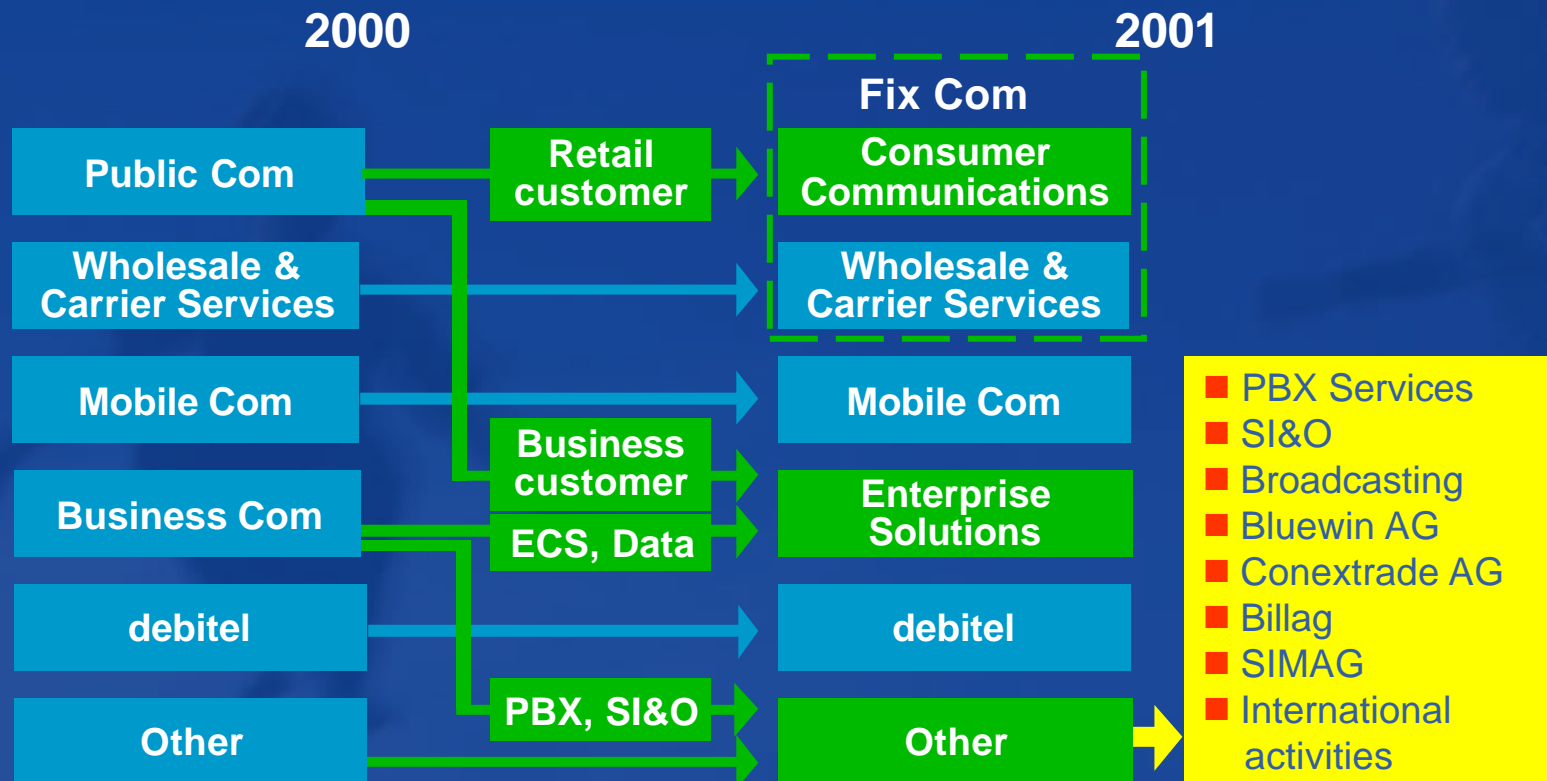 2000
2001
Fix Com
Public Com
Retail
customer
Consumer
Communications
Wholesale &
Carrier Services
Wholesale &
Carrier Services
Mobile Com
Mobile Com
Business
customer
Business Com
ECS, Data
Enterprise
Solutions
debitel
debitel
PBX, SI&O
Other
Other
PBX Services
SI&O
Broadcasting
Bluewin AG
Conextrade AG
Billag
SIMAG
International
activities